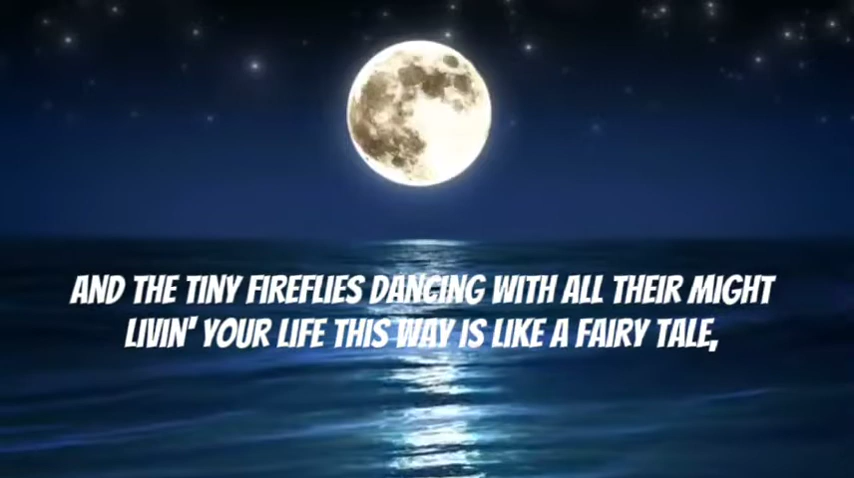 AND THE TINY FIREFLIES DANCING WITH ALL THEIR MIGHT
LIVIN' YOUR LIFE THIS WAY IS LIKE A FAIRY TALE,